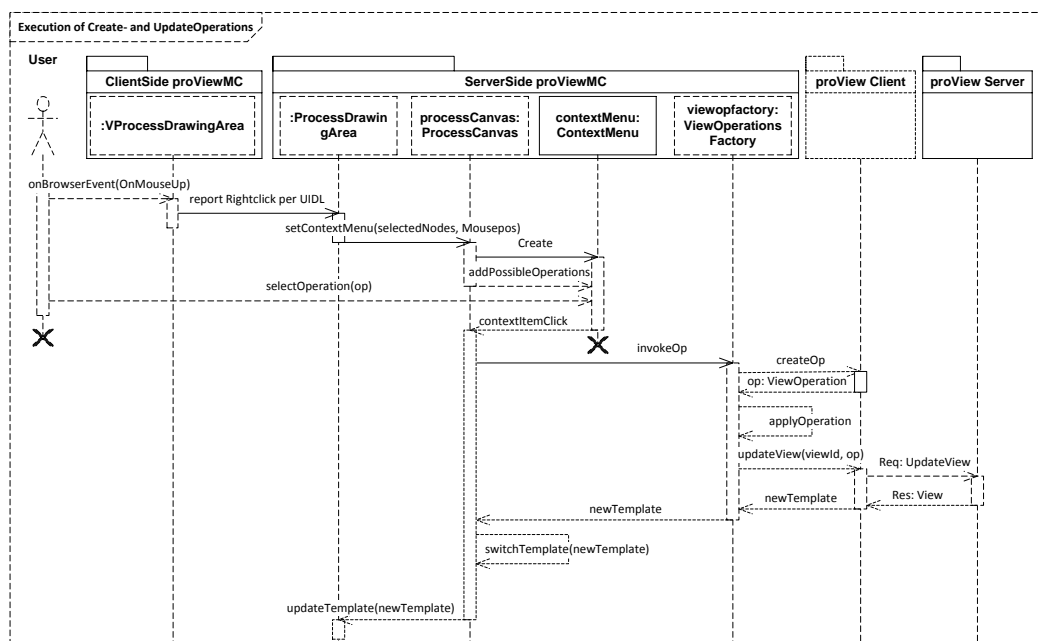 Execution of Create- and UpdateOperations
User
ClientSide proViewMC
ServerSide proViewMC
proView Client
proView Server
:VProcessDrawingArea
:ProcessDrawin
gArea
processCanvas:
ProcessCanvas
contextMenu:
ContextMenu
viewopfactory:
ViewOperations
Factory
onBrowserEvent(OnMouseUp)
report Rightclick per UIDL
setContextMenu(selectedNodes, Mousepos)
Create
addPossibleOperations
selectOperation(op)
contextItemClick
invokeOp
createOp
op: ViewOperation
applyOperation
updateView(viewId, op)
Req: UpdateView
Res: View
newTemplate
newTemplate
switchTemplate(newTemplate)
updateTemplate(newTemplate)